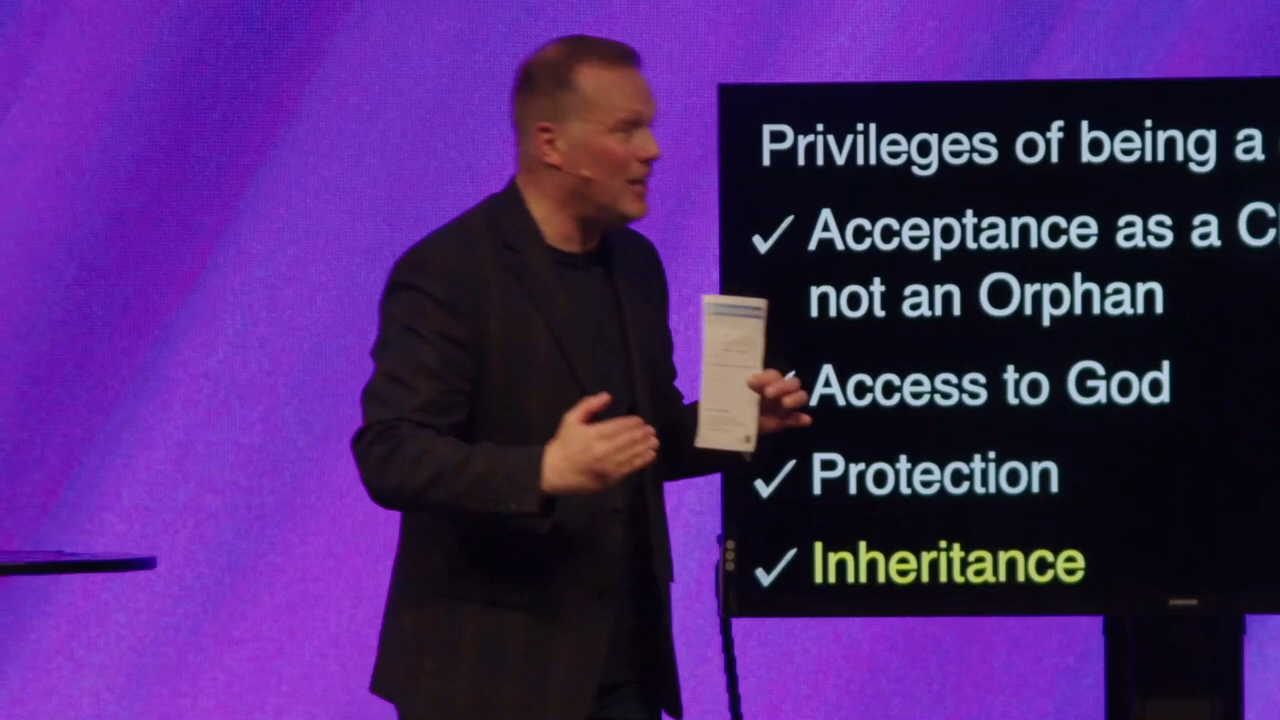 Privileges of being a
✓ Acceptance as a C
not an Orphan
✓ Access to God
✓ Protection
✓ Inheritance